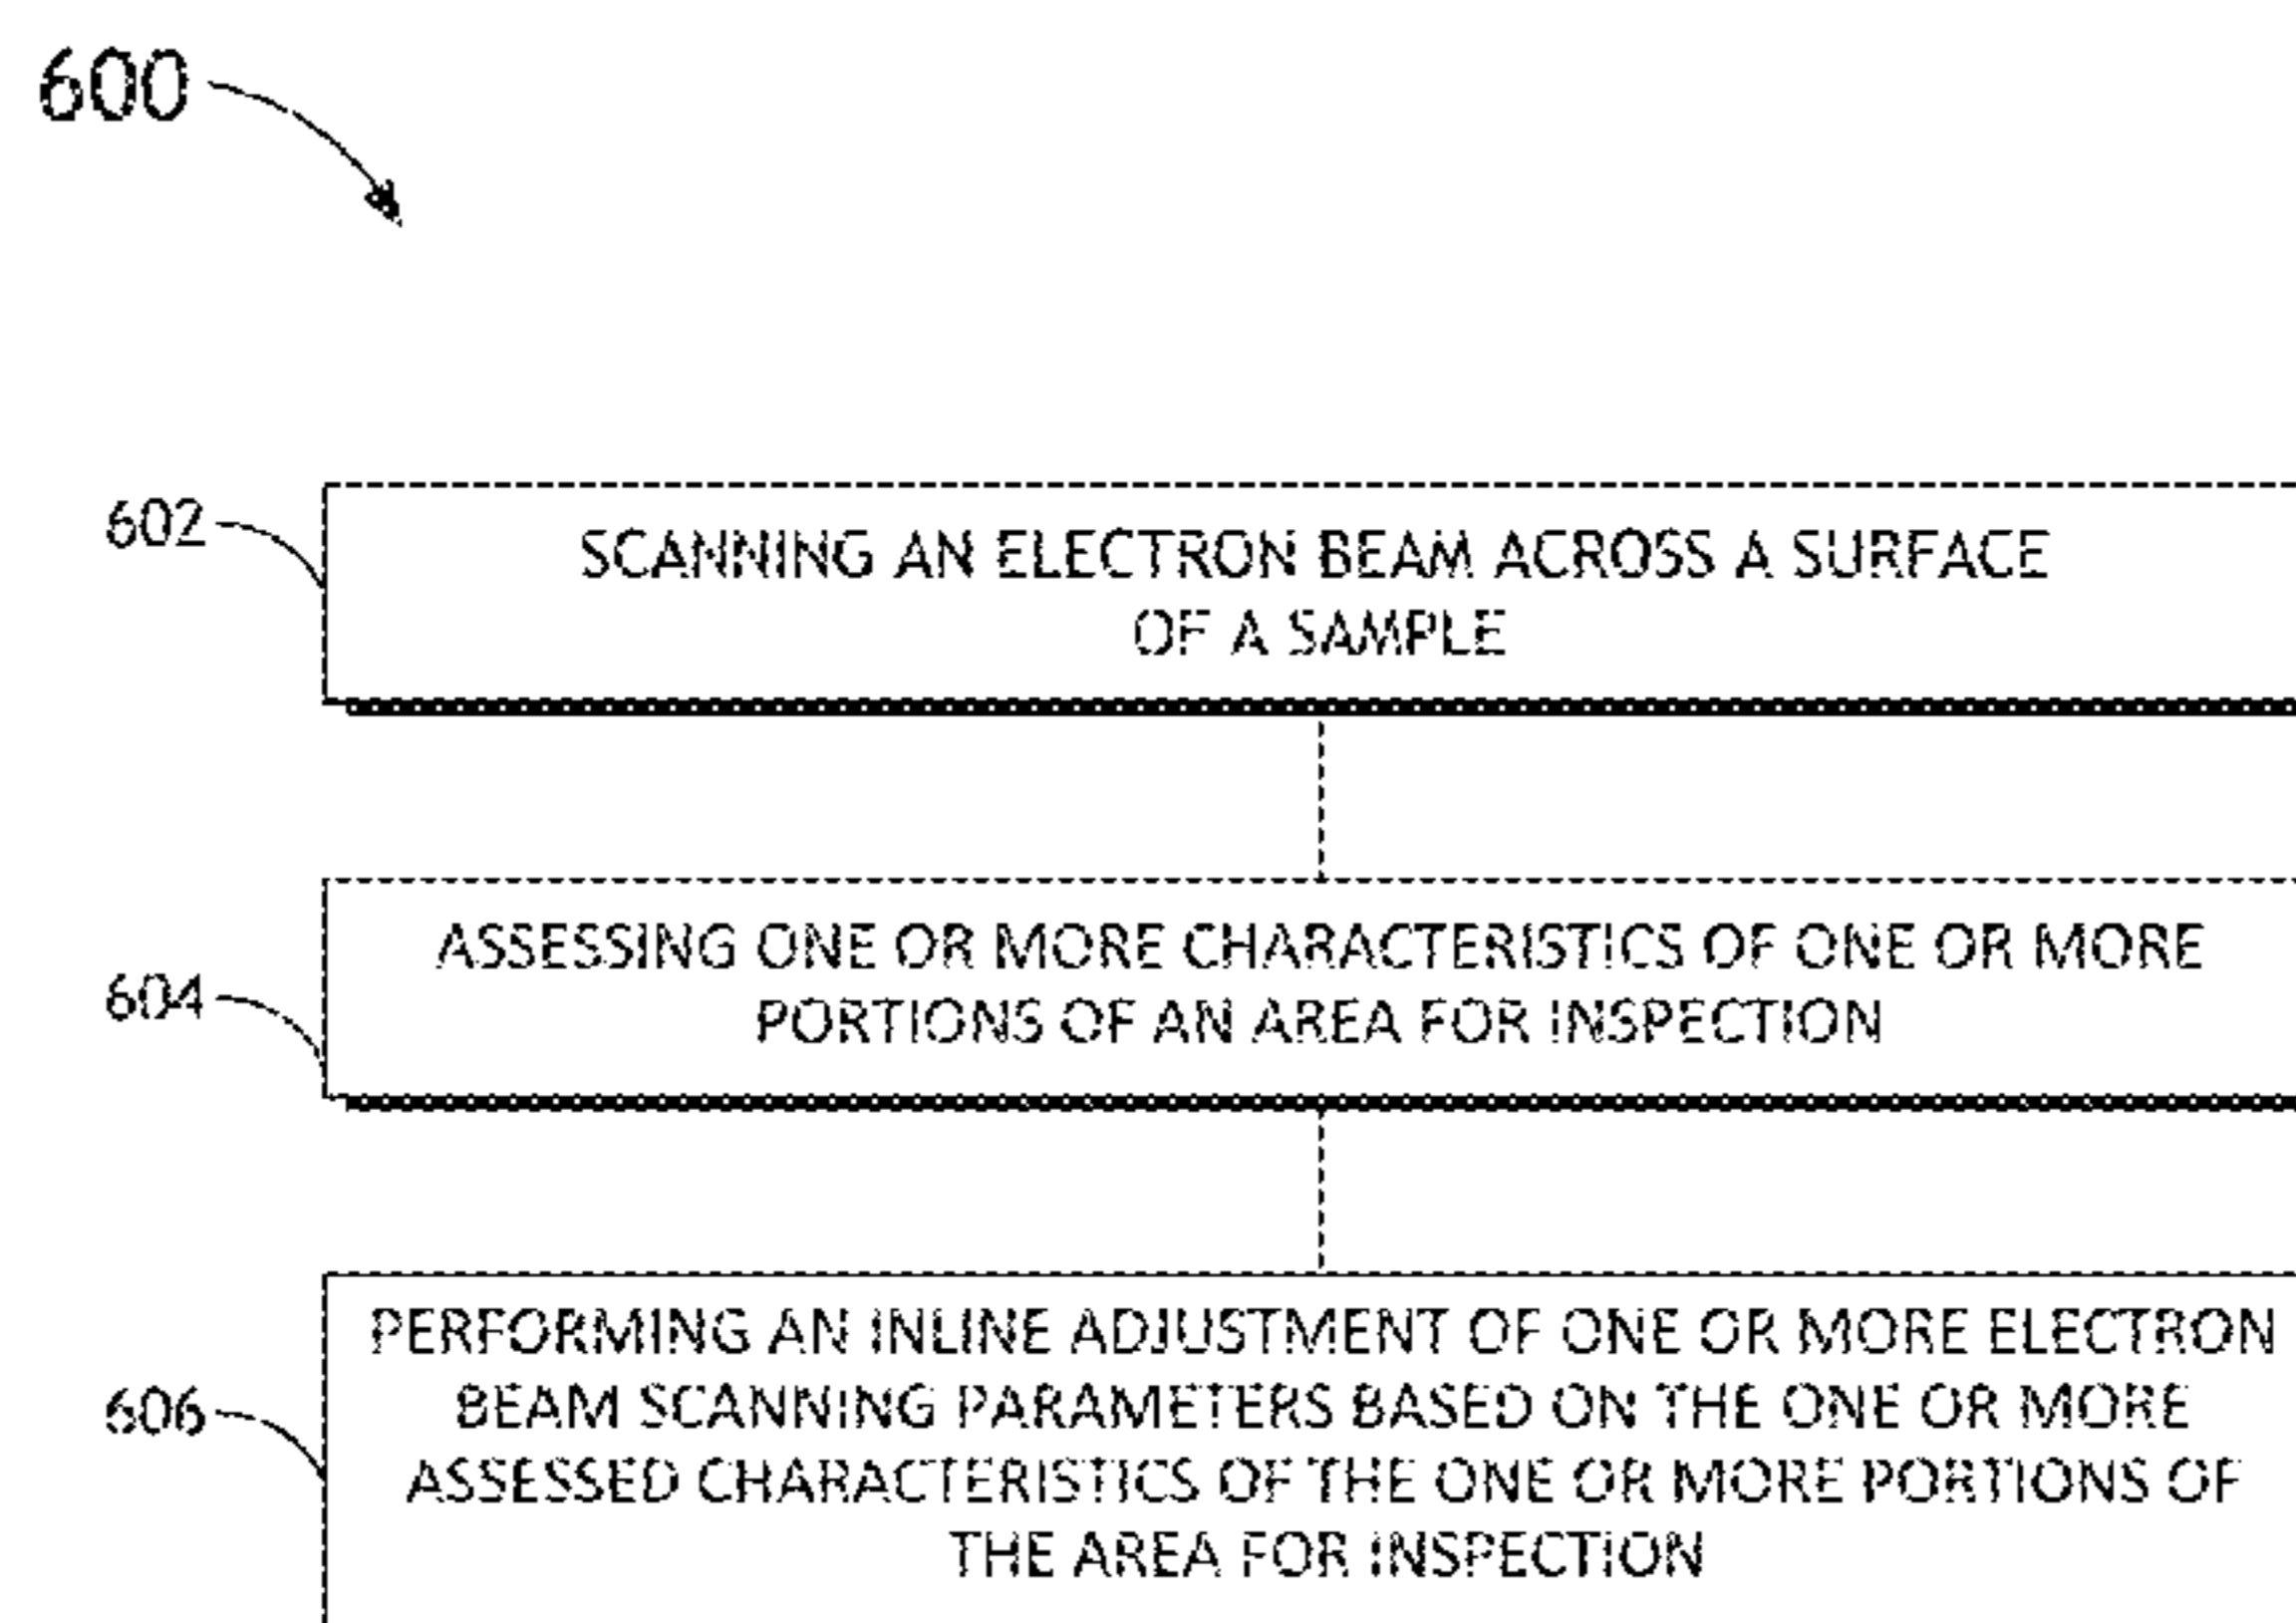 600
602
SCANNING AN ELECTRON BEAM ACROSS A SURFACE
OF A SAMPLE
604
ASSESSING ONE OR MORE CHARACTERISTICS OF ONE OR MORE
PORTIONS OF AN AREA FOR INSPECTION
606
PERFORMING AN INLINE ADJUSTMENT OF ONE OR MORE ELECTRON
BEAM SCANNING PARAMETERS BASED ON THE ONE OR MORE
ASSESSED CHARACTERISTICS OF THE ONE OR MORE PORTIONS OF
THE AREA FOR INSPECTION